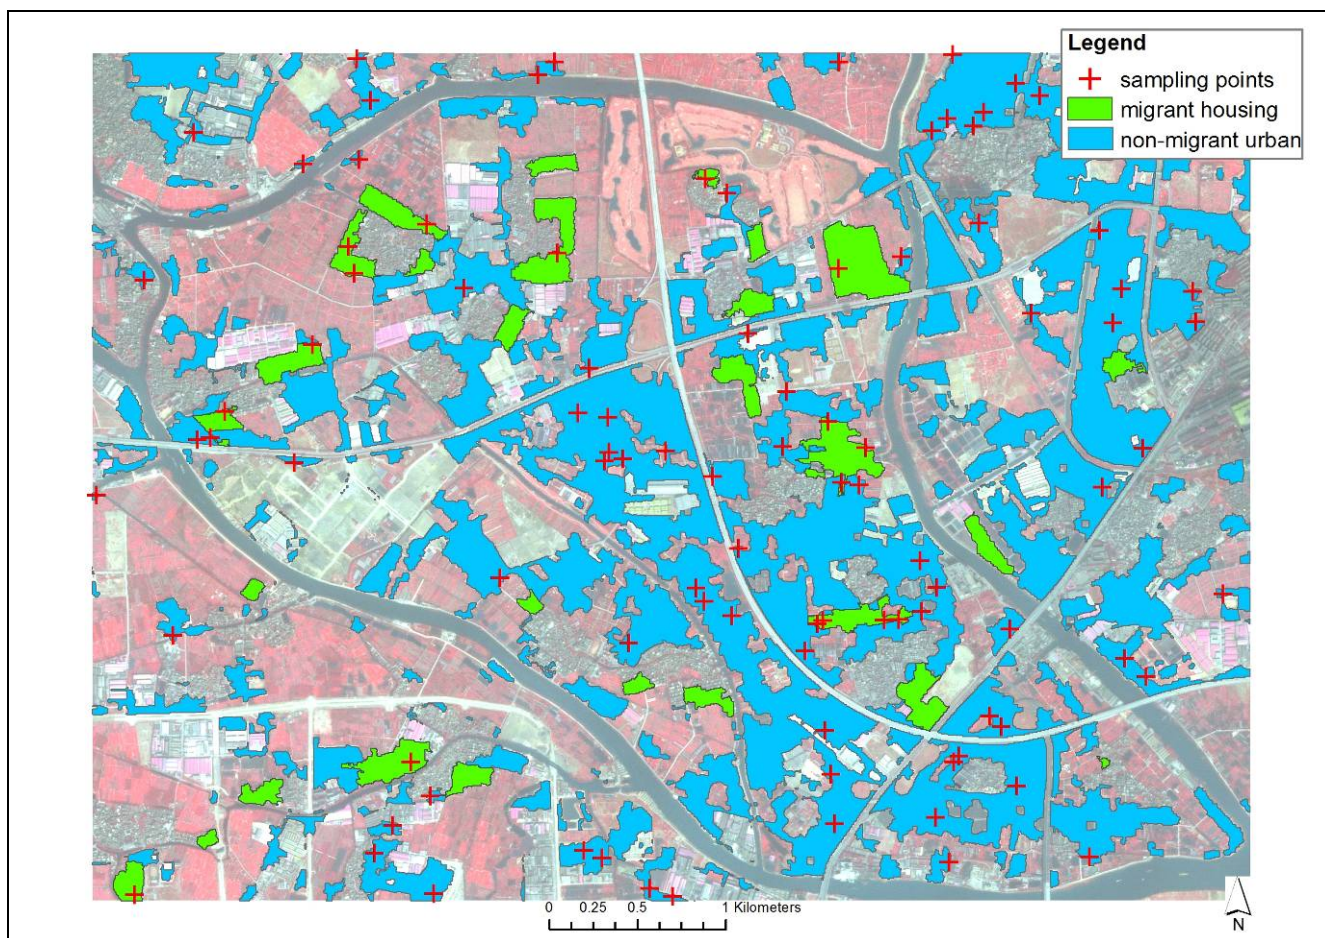 Legend
sampling points
migrant housing
non-migrant urban
0 0.25 0.5 1 Kilometers
N